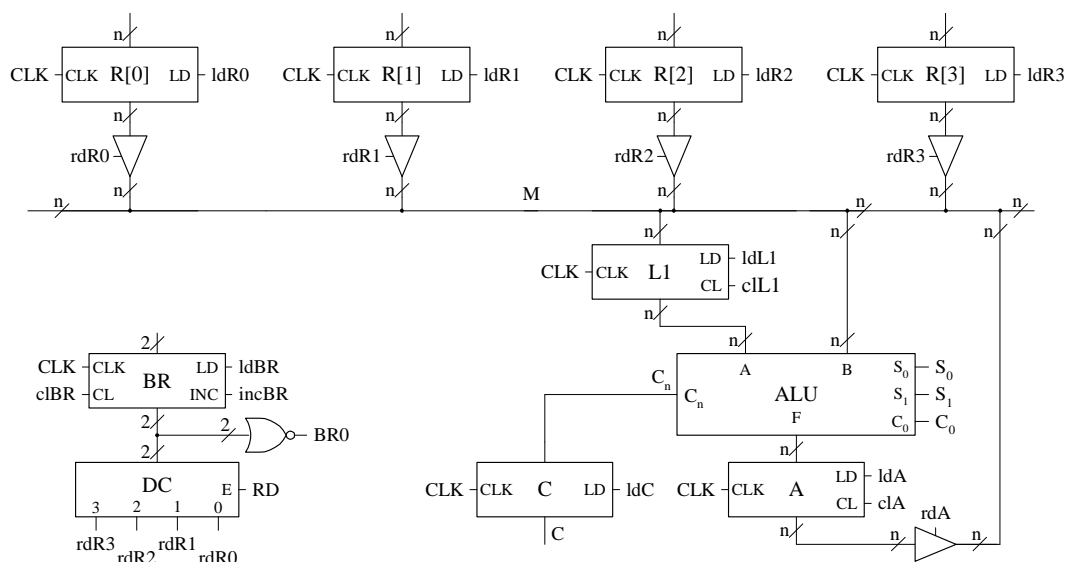 n n n n
CLK CLK R[0] LD ldR0 CLK CLK R[1] LD ldR1 CLK CLK R[2] LD ldR2 CLK CLK R[3] LD ldR3
n n n n
rdR0 rdR1 rdR2 rdR3
n n n n
n M n n
n n n
CLK CLK L1 LD ldL1
CL clL1
n
2 n n
CLK CLK BR LD ldBR
clBR CL INC incBR
A B S0 S0
Cn Cn ALU S1 S1
F C0 C0
2 2 BR0
2 n
DC E RD
3 2 1 0
rdR3 rdR2 rdR1 rdR0
CLK CLK C LD ldC
C
CLK CLK A LD ldA
CL clA
rdA
n n n